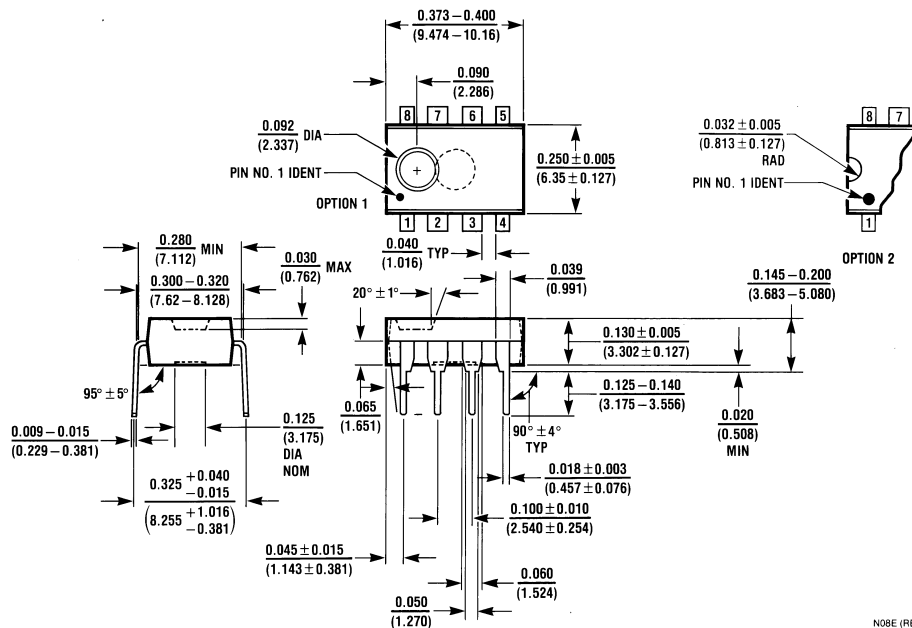 0.373 – 0.400
(9.474 – 10.16)
0.090
(2.286)
8 7 6 5
0.092 DIA
(2.337)
PIN NO. 1 IDENT
OPTION 1
+
0.250 ± 0.005
(6.35 ± 0.127)
1 2 3 4
8 7
0.032 ± 0.005
(0.813 ± 0.127)
RAD
PIN NO. 1 IDENT
1
OPTION 2
0.280 MIN
(7.112)
0.300 – 0.320
(7.62 – 8.128)
0.030 MAX
(0.762)
0.040 TYP
(1.016)
0.039
(0.991)
20° ± 1°
0.145 – 0.200
(3.683 – 5.080)
0.130 ± 0.005
(3.302 ± 0.127)
0.125 – 0.140
(3.175 – 3.556)
0.020
(0.508)
MIN
95° ± 5°
0.009 – 0.015
(0.229 – 0.381)
0.125
(3.175)
DIA
NOM
0.065
(1.651)
90° ± 4°
TYP
0.018 ± 0.003
(0.457 ± 0.076)
0.325 +0.040
–0.015
(8.255 +1.016
–0.381)
0.100 ± 0.010
(2.540 ± 0.254)
0.045 ± 0.015
(1.143 ± 0.381)
0.060
(1.524)
0.050
(1.270)